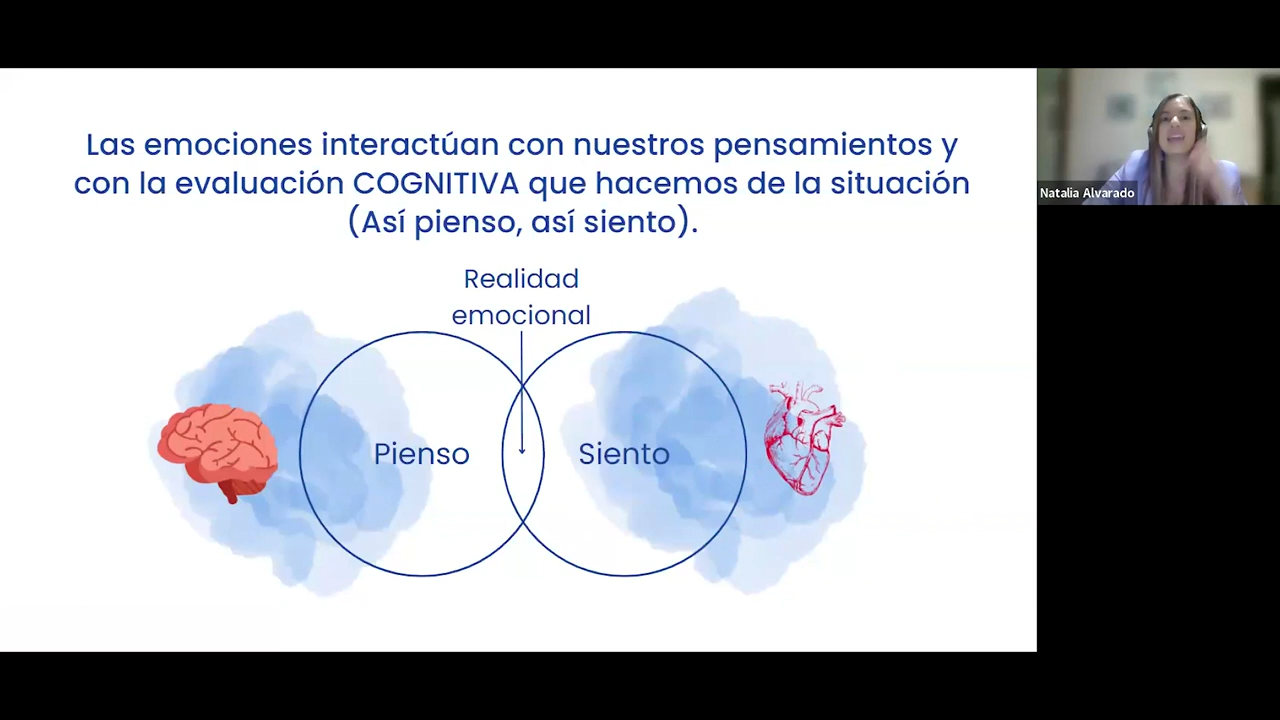 Las emociones interactúan con nuestros pensamientos y
con la evaluación COGNITIVA que hacemos de la situación
(Así pienso, así siento).
Realidad
emocional
Pienso
Siento
Natalia Alvarado